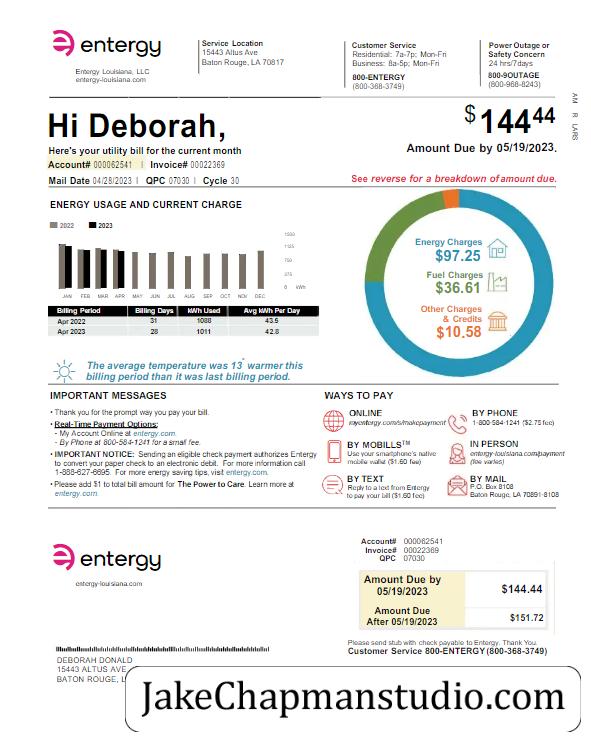 entergy
Entergy Louisiana, LLC
entergy-louisiana.com
Service Location
15443 Altus Ave
Baton Rouge, LA 70817
Customer Service
Residential: 7a-7p; Mon-Fri
Business: 8a-5p; Mon-Fri
800-ENTERGY
(800-368-3749)
Power Outage or
Safety Concern
24 hrs/7days
800-9OUTAGE
(800-968-8243)
AM R LARS
Hi Deborah,
Here's your utility bill for the current month
Account# 000062541 | Invoice# 00022369
Mail Date 04/28/2023 | QPC 07030 | Cycle 30
$144.44
Amount Due by 05/19/2023.
See reverse for a breakdown of amount due.
ENERGY USAGE AND CURRENT CHARGE
2022 2023
1500
1125
750
375
0 kWh
JAN FEB MAR APR MAY JUN JUL AUG SEP OCT NOV DEC
Billing Period Billing Days kWh Used Avg kWh Per Day
Apr 2022 31 1088 43.5
Apr 2023 28 1011 42.8
The average temperature was 13° warmer this
billing period than it was last billing period.
Energy Charges
$97.25
Fuel Charges
$36.61
Other Charges
& Credits
$10.58
IMPORTANT MESSAGES
• Thank you for the prompt way you pay your bill.
• Real-Time Payment Options:
- My Account Online at entergy.com.
- By Phone at 800-584-1241 for a small fee.
• IMPORTANT NOTICE: Sending an eligible check payment authorizes Entergy
to convert your paper check to an electronic debit. For more information call
1-888-627-6695. For more energy saving tips, visit entergy.com.
• Please add $1 to total bill amount for The Power to Care. Learn more at
entergy.com.
WAYS TO PAY
ONLINE
myentergy.com/s/makepayment
BY PHONE
1-800-584-1241 ($2.75 fee)
BY MOBILLS™
Use your smartphone's native
mobile wallet ($1.60 fee)
IN PERSON
entergy-louisiana.com/payment
(fee varies)
BY TEXT
Reply to a text from Entergy
to pay your bill ($1.60 fee)
BY MAIL
P.O. Box 8108
Baton Rouge, LA 70891-8108
entergy
entergy-louisiana.com
Account# 000062541
Invoice# 00022369
QPC 07030
Amount Due by
05/19/2023
$144.44
Amount Due
After 05/19/2023
$151.72
Please send stub with check payable to Entergy. Thank You.
Customer Service 800-ENTERGY (800-368-3749)
DEBORAH DONALD
15443 ALTUS AVE
BATON ROUGE, L
JakeChapmanstudio.com